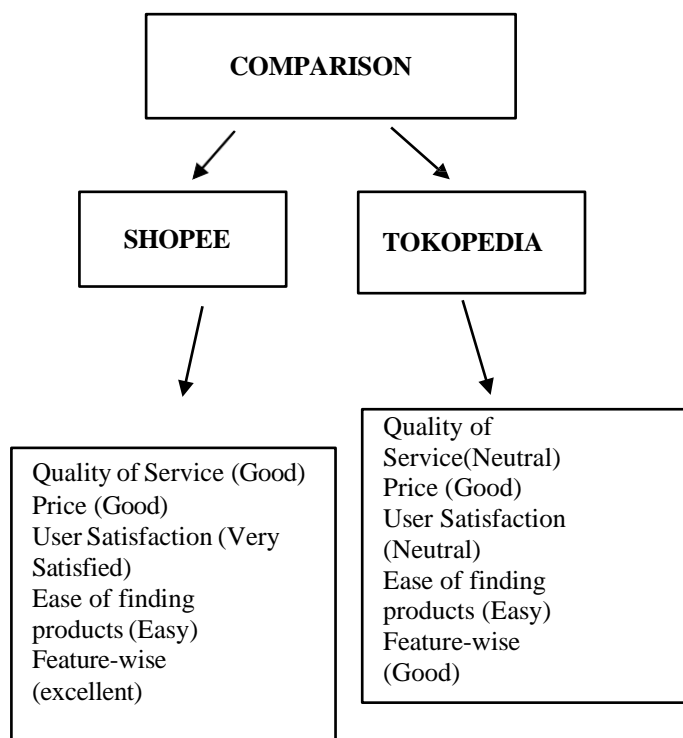 COMPARISON
SHOPEE
TOKOPEDIA
Quality of Service (Good)
Price (Good)
User Satisfaction (Very
Satisfied)
Ease of finding
products (Easy)
Feature-wise
(excellent)
Quality of
Service(Neutral)
Price (Good)
User Satisfaction
(Neutral)
Ease of finding
products (Easy)
Feature-wise
(Good)